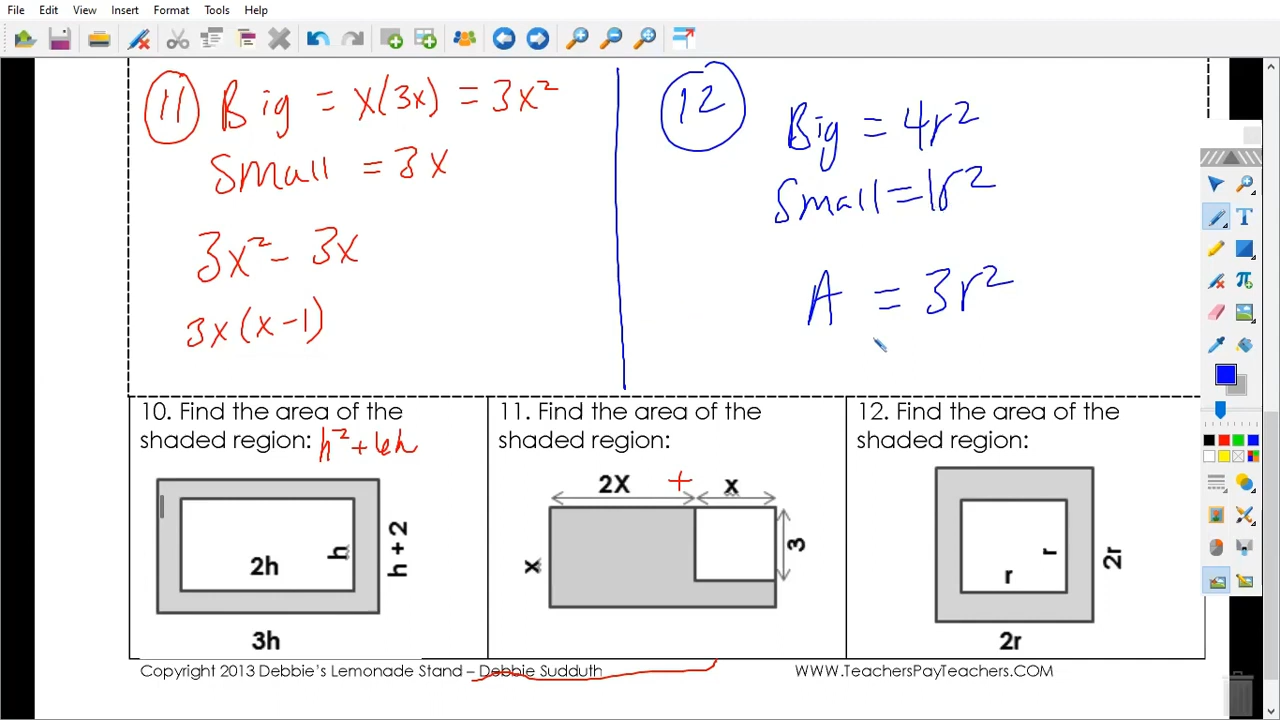 File Edit View Insert Format Tools Help
11 Big = x(3x) = 3x²
Small = 3x
3x² - 3x
3x(x-1)
12 Big = 4r²
Small = 1r²
A = 3r²
10. Find the area of the
shaded region: h² + 6h
2h
h
h + 2
3h
11. Find the area of the
shaded region:
2X + x
x
3
12. Find the area of the
shaded region:
r
r
2r
2r
Copyright 2013 Debbie's Lemonade Stand – Debbie Sudduth
WWW.TeachersPayTeachers.COM